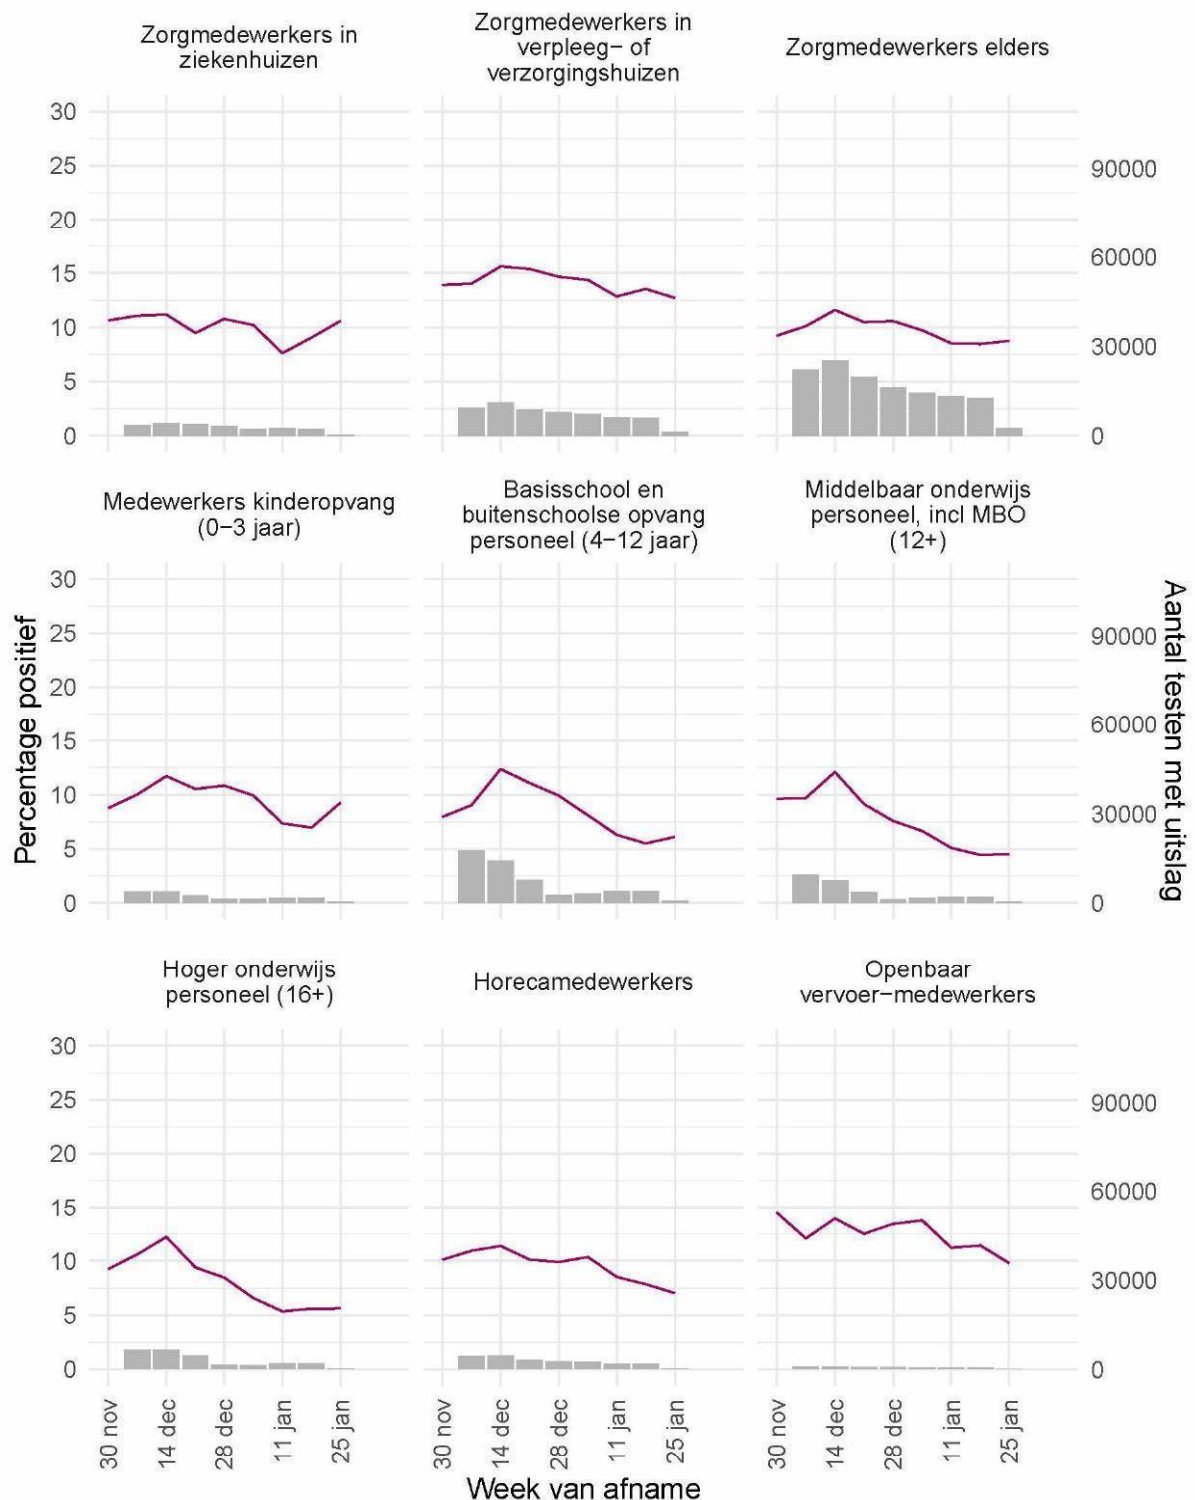 Zorgmedewerkers in
ziekenhuizen
Zorgmedewerkers in
verpleeg− of
verzorgingshuizen
Zorgmedewerkers elders
30
25
20
15
10
5
0
90000
60000
30000
0
Medewerkers kinderopvang
(0−3 jaar)
Basisschool en
buitenschoolse opvang
personeel (4−12 jaar)
Middelbaar onderwijs
personeel, incl MBO
(12+)
30
25
20
15
10
5
0
90000
60000
30000
0
Percentage positief
Aantal testen met uitslag
Hoger onderwijs
personeel (16+)
Horecamedewerkers
Openbaar
vervoer−medewerkers
30
25
20
15
10
5
0
90000
60000
30000
0
30 nov
14 dec
28 dec
11 jan
25 jan
30 nov
14 dec
28 dec
11 jan
25 jan
30 nov
14 dec
28 dec
11 jan
25 jan
Week van afname